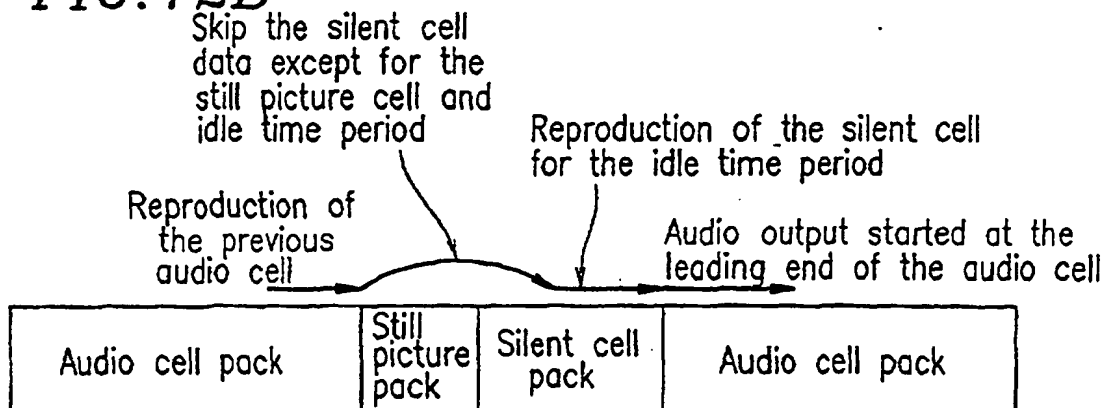 FIG. 72B
Skip the silent cell
data except for the
still picture cell and
idle time period
Reproduction of the silent cell
for the idle time period
Reproduction of
the previous
audio cell
Audio output started at the
leading end of the audio cell
Audio cell pack
Still
picture
pack
Silent cell
pack
Audio cell pack